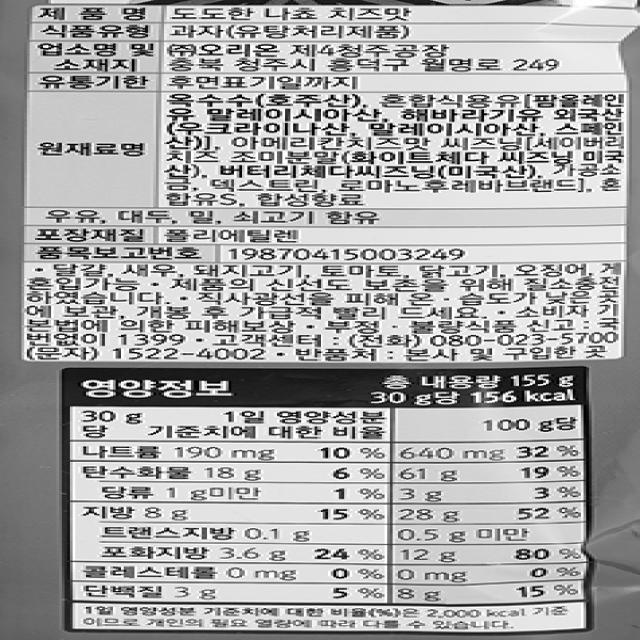 제 품 명 도도한 나쵸 치즈맛
식품유형 과자(유탕처리제품)
업소명 및 ㈜오리온 제4청주공장
소재지 충북 청주시 흥덕구 월명로 249
유통기한 후면표기일까지
원재료명 옥수수(호주산), 혼합식용유[팜올레인
유 말레이시아산, 해바라기유 외국산
(우크라이나산, 말레이시아산, 스페인
산)], 아메리칸치즈맛 씨즈닝[세이버리
치즈 조미분말(화이트체다 씨즈닝 미국
산), 버터리체다씨즈닝(미국산), 가공소
금, 덱스트린, 로마노후레바브랜드], 혼
합유S, 합성향료
우유, 대두, 밀, 쇠고기 함유
포장재질 폴리에틸렌
품목보고번호 19870415003249
· 달걀, 새우, 돼지고기, 토마토, 닭고기, 오징어, 게
혼입가능 · 제품의 신선도 보존을 위해 질소충전
하였습니다. · 직사광선을 피해 온 · 습도가 낮은곳
에 보관, 개봉 후 가급적 빨리 드세요. · 소비자기
본법에 의한 피해보상 · 부정 · 불량식품 신고 : 국
번없이 1399 · 고객센터 : (전화) 080-023-5700
(문자) 1522-4002 · 반품처 : 본사 및 구입한 곳
영양정보 총 내용량 155 g
30 g당 156 kcal
30 g당 1일 영양성분 기준치에 대한 비율 100 g당
나트륨 190 mg 10 % 640 mg 32 %
탄수화물 18 g 6 % 61 g 19 %
당류 1 g미만 1 % 3 g 3 %
지방 8 g 15 % 28 g 52 %
트랜스지방 0.1 g 0.5 g 미만
포화지방 3.6 g 24 % 12 g 80 %
콜레스테롤 0 mg 0 % 0 mg 0 %
단백질 3 g 5 % 8 g 15 %
1일 영양성분 기준치에 대한 비율(%)은 2,000 kcal 기준
이므로 개인의 필요 열량에 따라 다를 수 있습니다.